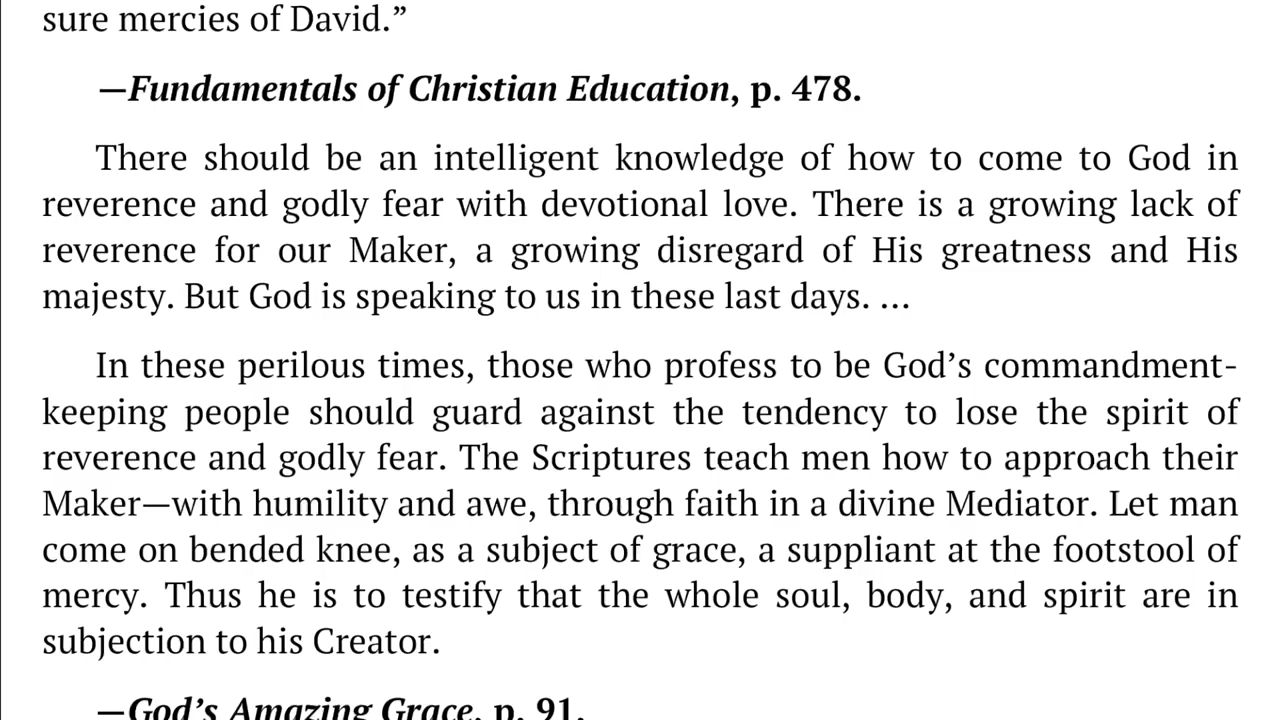 sure mercies of David.”
—Fundamentals of Christian Education, p. 478.
There should be an intelligent knowledge of how to come to God in
reverence and godly fear with devotional love. There is a growing lack of
reverence for our Maker, a growing disregard of His greatness and His
majesty. But God is speaking to us in these last days. …
In these perilous times, those who profess to be God’s commandment-
keeping people should guard against the tendency to lose the spirit of
reverence and godly fear. The Scriptures teach men how to approach their
Maker—with humility and awe, through faith in a divine Mediator. Let man
come on bended knee, as a subject of grace, a suppliant at the footstool of
mercy. Thus he is to testify that the whole soul, body, and spirit are in
subjection to his Creator.
—God’s Amazing Grace, p. 91.